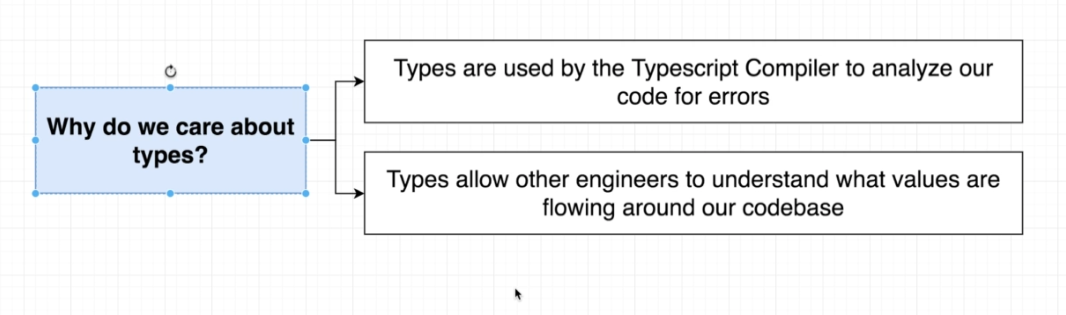 Why do we care about
types?
Types are used by the Typescript Compiler to analyze our
code for errors
Types allow other engineers to understand what values are
flowing around our codebase